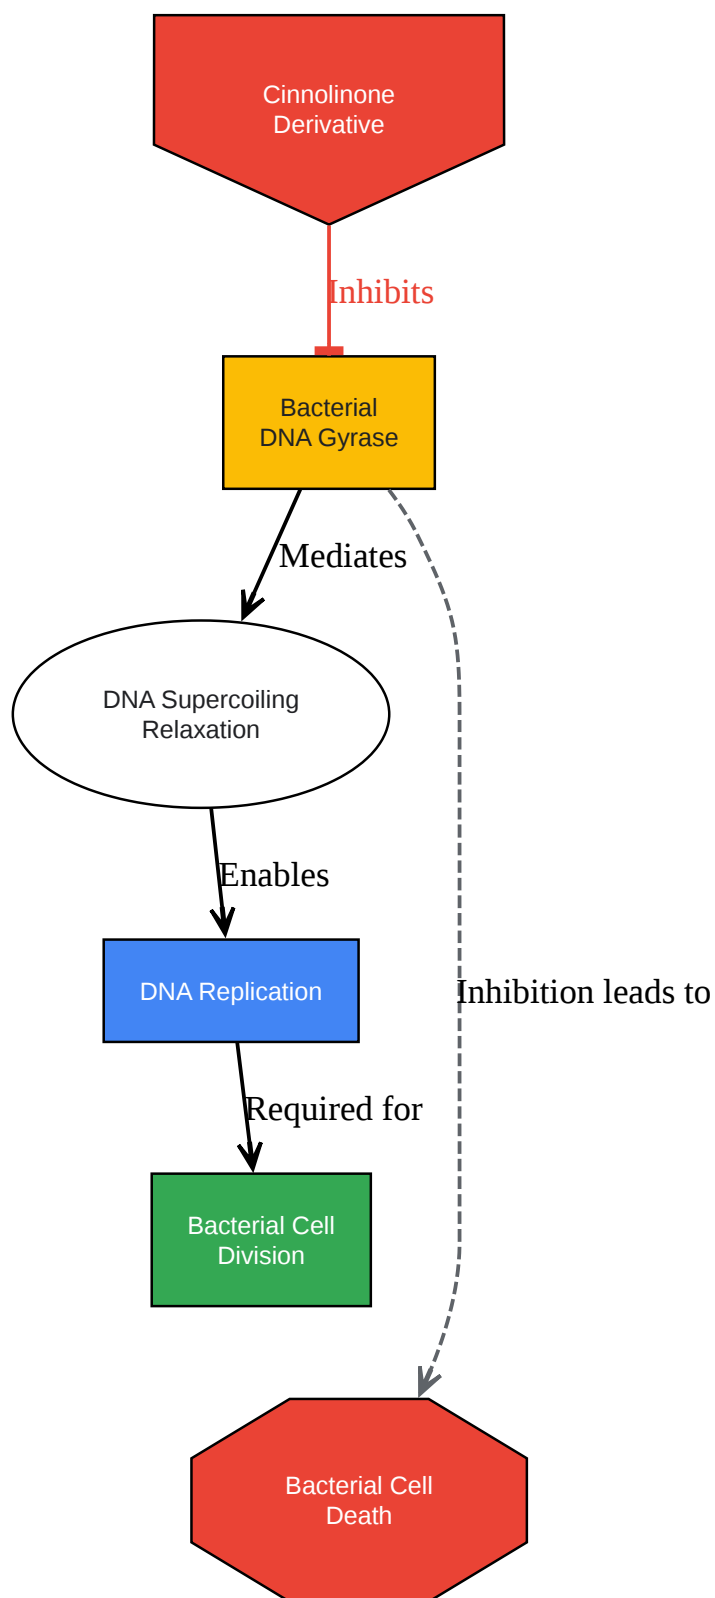 Cinnolinone
Derivative
Inhibits
Bacterial
DNA Gyrase
Mediates
DNA Supercoiling
Relaxation
Enables
DNA Replication
Inhibition leads to
Required for
Bacterial Cell
Division
Bacterial Cell
Death